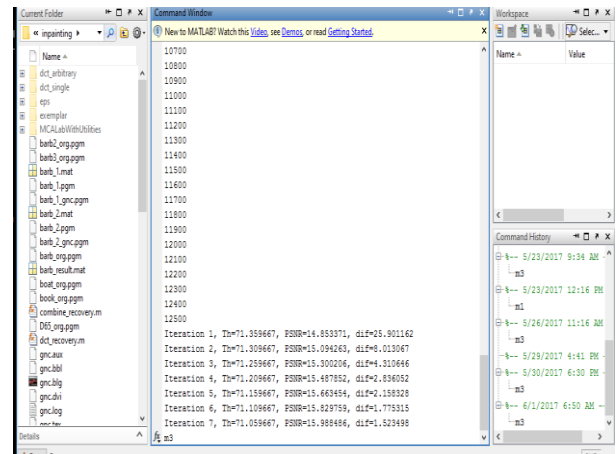 Current Folder
« inpainting
Name
dct_arbitrary
dct_single
eps
exemplar
MCALabWithUtilities
barb2_org.pgm
barb3_org.pgm
barb_1.mat
barb_1.pgm
barb_1_gnc.pgm
barb_2.mat
barb_2.pgm
barb_2_gnc.pgm
barb_org.pgm
barb_result.mat
boat_org.pgm
book_org.pgm
combine_recovery.m
D65_org.pgm
dct_recovery.m
gnc.aux
gnc.bbl
gnc.blg
gnc.dvi
gnc.log
gnc.tex
Details
Command Window
New to MATLAB? Watch this Video, see Demos, or read Getting Started.
10700
10800
10900
11000
11100
11200
11300
11400
11500
11600
11700
11800
11900
12000
12100
12200
12300
12400
12500
Iteration 1, Th=71.359667, PSNR=14.853371, dif=25.901162
Iteration 2, Th=71.309667, PSNR=15.094263, dif=8.013067
Iteration 3, Th=71.259667, PSNR=15.300206, dif=4.310646
Iteration 4, Th=71.209667, PSNR=15.487852, dif=2.836052
Iteration 5, Th=71.159667, PSNR=15.663454, dif=2.158328
Iteration 6, Th=71.109667, PSNR=15.829759, dif=1.775315
Iteration 7, Th=71.059667, PSNR=15.988486, dif=1.523498
fx m3
Workspace
Selec...
Name Value
Command History
%-- 5/23/2017 9:34 AM -
m3
%-- 5/23/2017 12:16 PM
m1
%-- 5/26/2017 11:16 AM
m3
%-- 5/29/2017 4:41 PM -
%-- 5/30/2017 6:30 PM -
m3
%-- 6/1/2017 6:50 AM --
m3